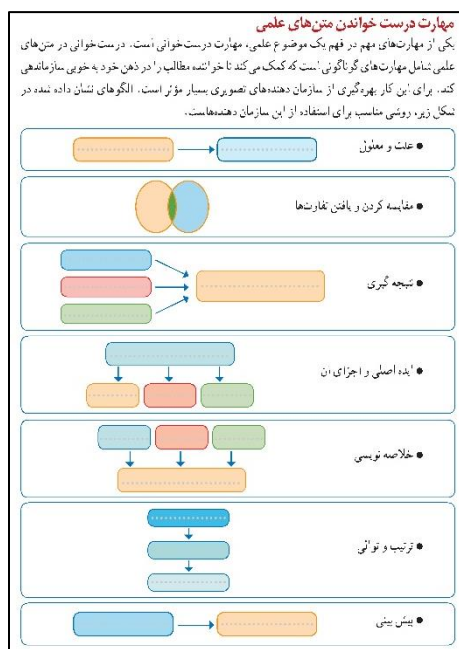 مهارت درست خواندن متن‌های علمی
یکی از مهارت‌های مهم در فهم یک موضوع علمی، مهارت درست‌خوانی است. درست‌خوانی در متن‌های
علمی شامل مهارت‌های گوناگونی است که کمک می‌کند تا خواننده مطالب را در ذهن خود به خوبی سازماندهی
کند. برای این کار بهره‌گیری از سازمان دهنده‌های تصویری بسیار مؤثر است. الگوهای نشان داده شده در
شکل زیر، روشی مناسب برای استفاده از این سازمان دهنده‌هاست.
● علت و معلول
● مقایسه کردن و یافتن تفاوت‌ها
● نتیجه گیری
● ایده اصلی و اجزای آن
● خلاصه نویسی
● ترتیب و توالی
● پیش بینی